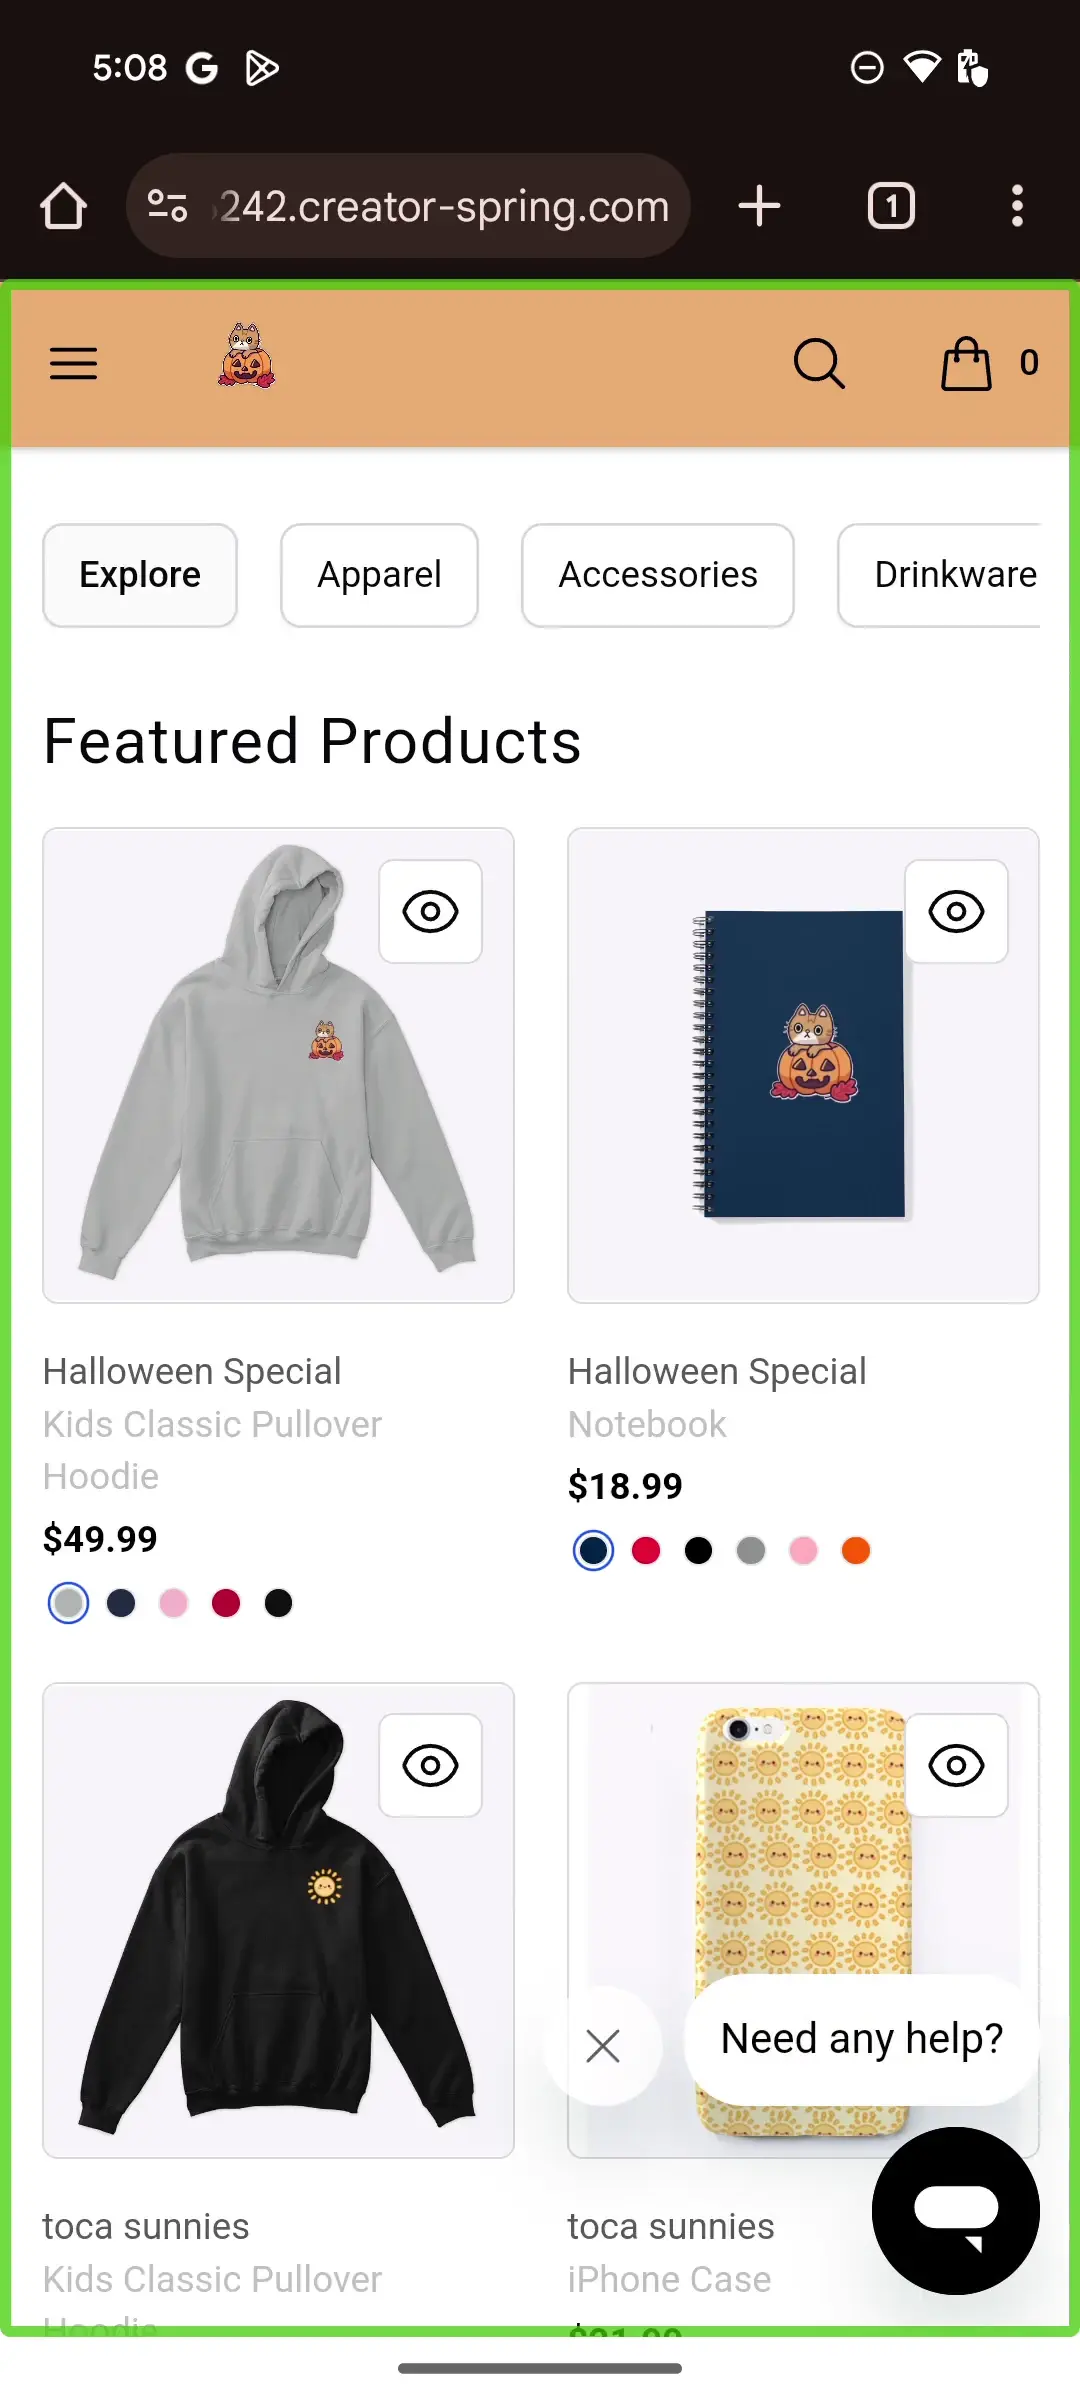 5:08
242.creator-spring.com
1
0
Explore
Apparel
Accessories
Drinkware
Featured Products
Halloween Special
Kids Classic Pullover
Hoodie
$49.99
Halloween Special
Notebook
$18.99
toca sunnies
Kids Classic Pullover
Hoodie
toca sunnies
iPhone Case
Need any help?